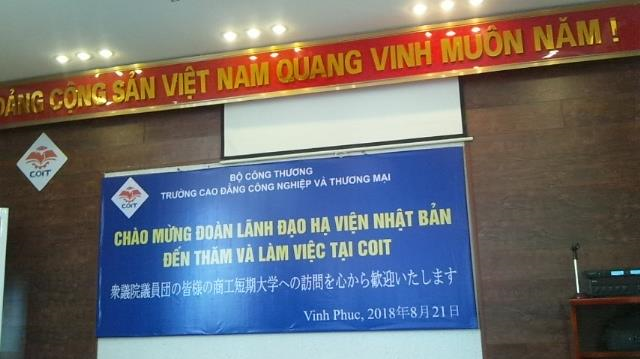 ĐẢNG CỘNG SẢN VIỆT NAM QUANG VINH MUÔN NĂM !
COIT
COIT
BỘ CÔNG THƯƠNG
TRƯỜNG CAO ĐẲNG CÔNG NGHIỆP VÀ THƯƠNG MẠI
CHÀO MỪNG ĐOÀN LÃNH ĐẠO HẠ VIỆN NHẬT BẢN
ĐẾN THĂM VÀ LÀM VIỆC TẠI COIT
衆議院議員団の皆様の商工短期大学への訪問を心から歓迎いたします
Vinh Phuc, 2018年8月21日